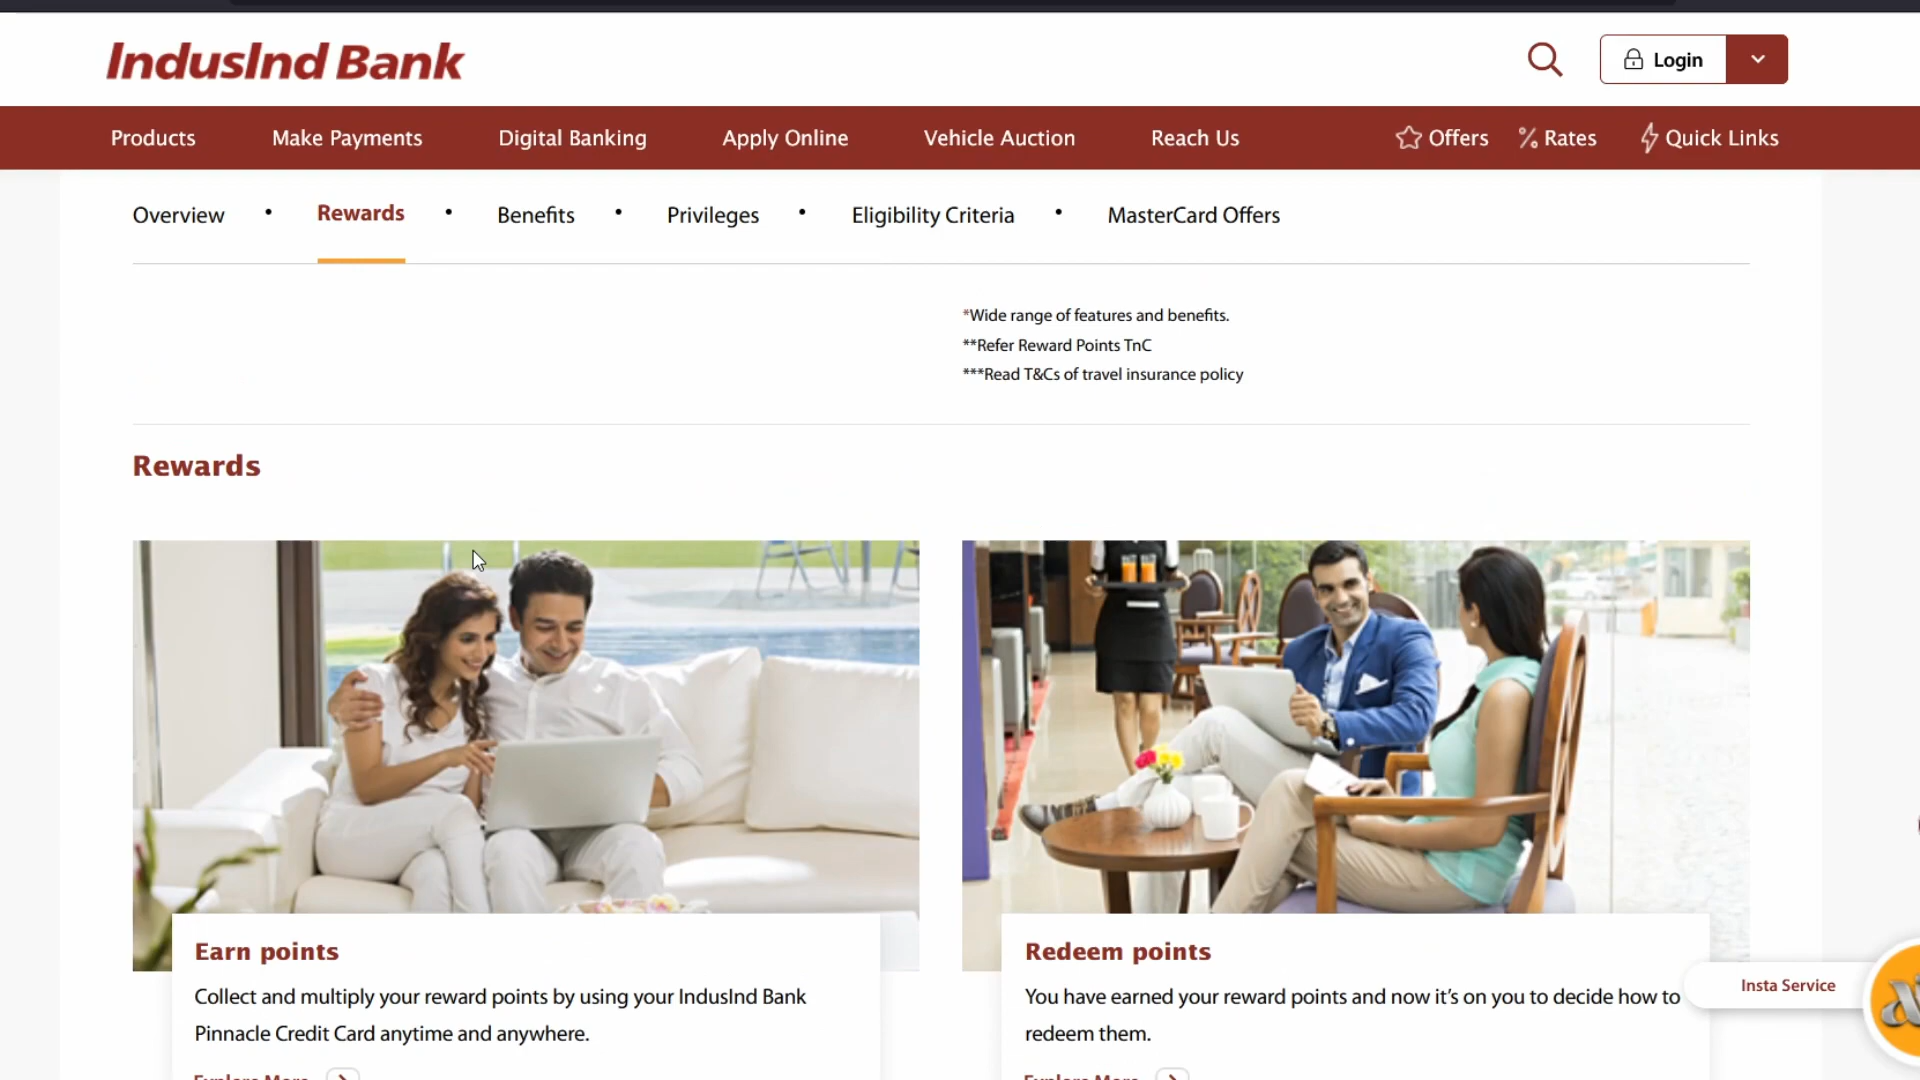 IndusInd Bank
Login
Products
Make Payments
Digital Banking
Apply Online
Vehicle Auction
Reach Us
Offers
Rates
Quick Links
Overview • Rewards • Benefits • Privileges • Eligibility Criteria • MasterCard Offers
*Wide range of features and benefits.
**Refer Reward Points TnC
***Read T&Cs of travel insurance policy
Rewards
Earn points
Collect and multiply your reward points by using your IndusInd Bank
Pinnacle Credit Card anytime and anywhere.
Explore More
Redeem points
You have earned your reward points and now it's on you to decide how to
redeem them.
Explore More
Insta Service